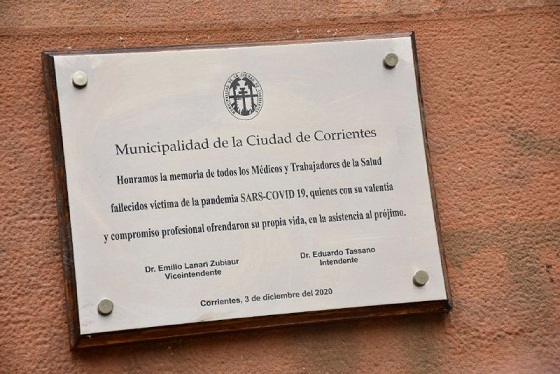 Municipalidad de la Ciudad de Corrientes
Honramos la memoria de todos los Médicos y Trabajadores de la Salud
fallecidos víctima de la pandemia SARS-COVID 19, quienes con su valentía
y compromiso profesional ofrendaron su propia vida, en la asistencia al prójimo.
Dr. Emilio Lanari Zubiaur
Viceintendente
Dr. Eduardo Tassano
Intendente
Corrientes, 3 de diciembre del 2020